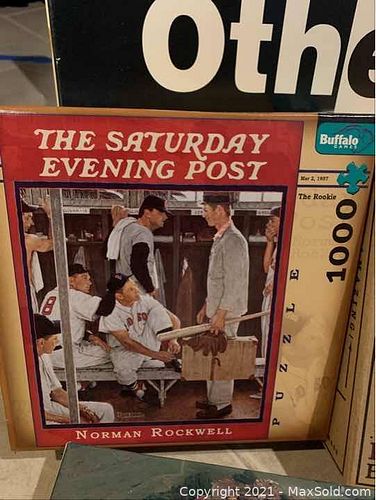 Othe
THE SATURDAY
EVENING POST
Buffalo
GAMES
Mar 2, 1957
The Rookie
1000
PUZZLE
8
NORMAN ROCKWELL
Copyright © 2021 - MaxSold.com